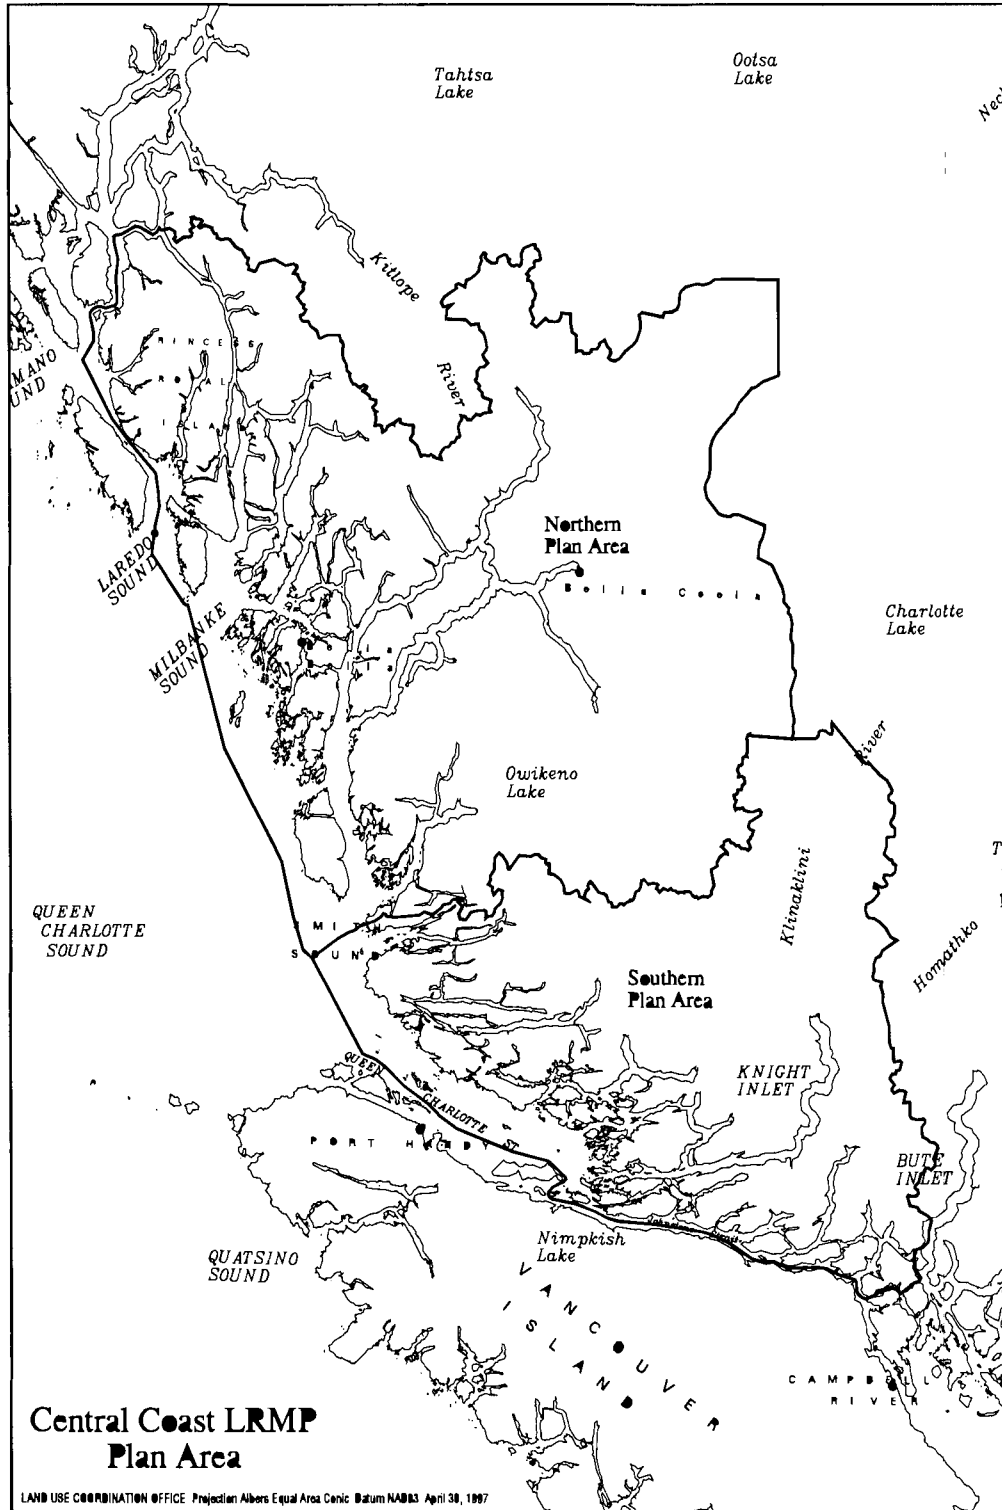 Tahtsa
Lake
Ootsa
Lake
Kitlope
River
MANO
UND
PRINCESS
ROYAL
ISLAND
Northern
Plan Area
Bella Coola
LAREDO
SOUND
MILBANKE
SOUND
Charlotte
Lake
River
Owikeno
Lake
Klinaklini
Homathko
QUEEN
CHARLOTTE
SOUND
SMITH
SOUND
Southern
Plan Area
QUEEN
CHARLOTTE
ST
KNIGHT
INLET
PORT HARDY
BUTE
INLET
Nimpkish
Lake
QUATSINO
SOUND
VANCOUVER
ISLAND
CAMPBELL
RIVER
Central Coast LRMP
Plan Area
LAND USE COORDINATION OFFICE Projection Albers Equal Area Conic Datum NAD83 April 30, 1997